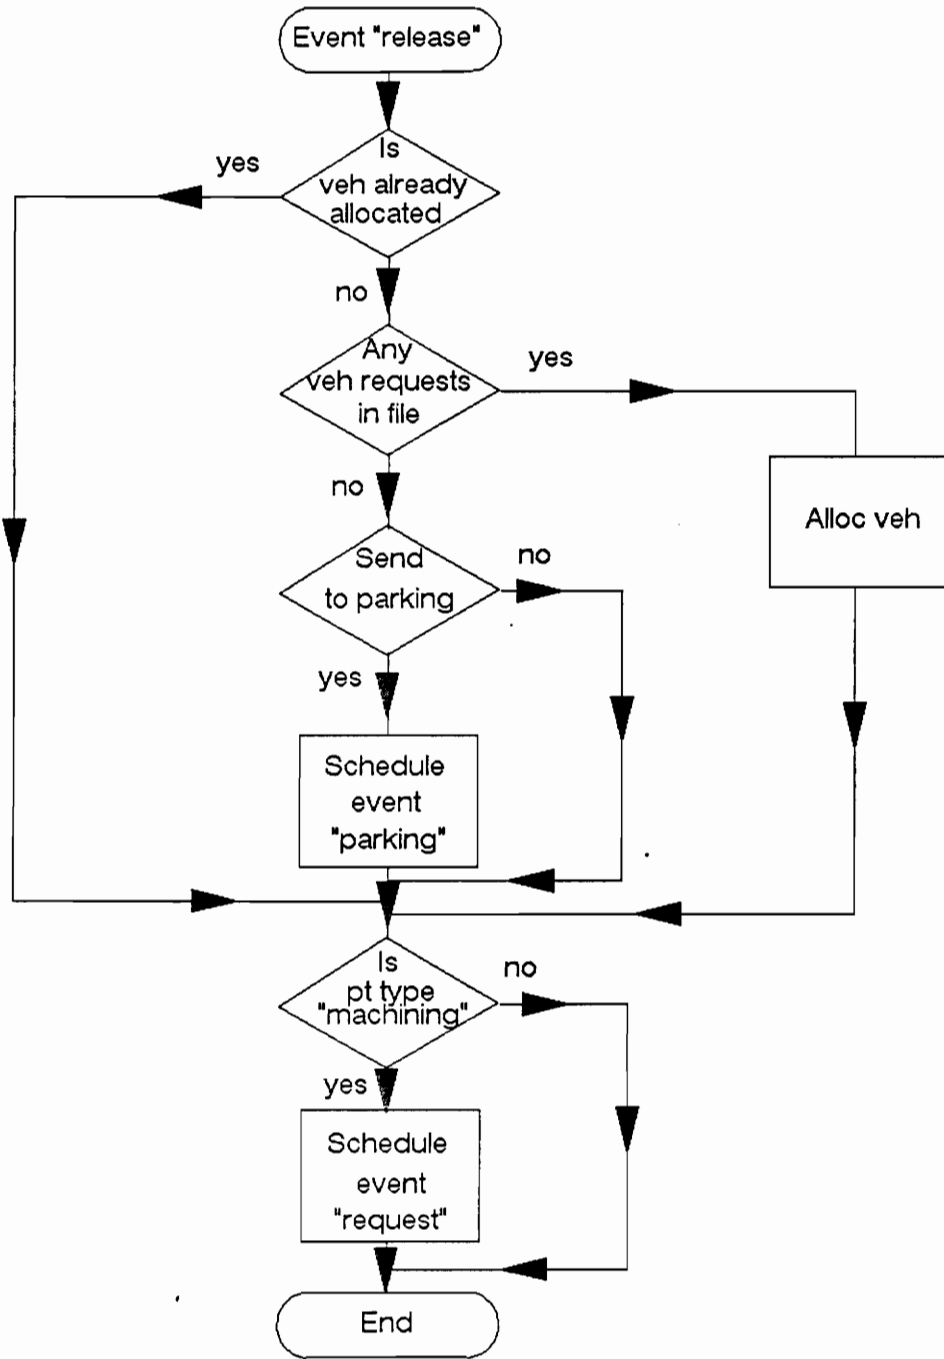 Event "release"
yes
Is
veh already
allocated
no
Any
veh requests
in file
yes
no
Alloc veh
Send
to parking
no
yes
Schedule
event
"parking"
Is
pt type
"machining"
no
yes
Schedule
event
"request"
End